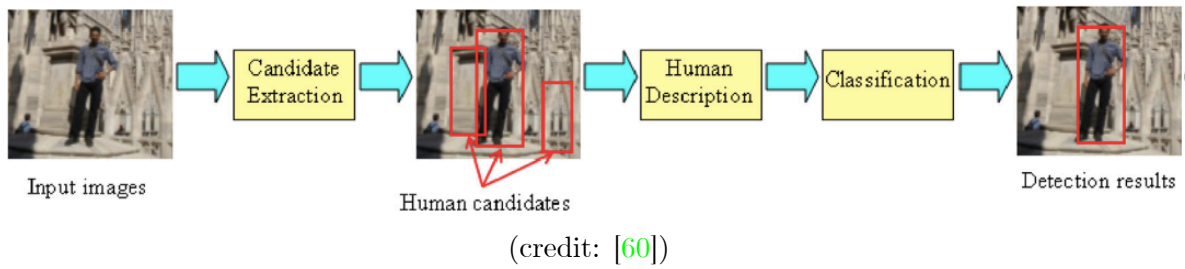 Candidate
Extraction
Human
Description
Classification
Input images
Human candidates
Detection results
(credit: [60])